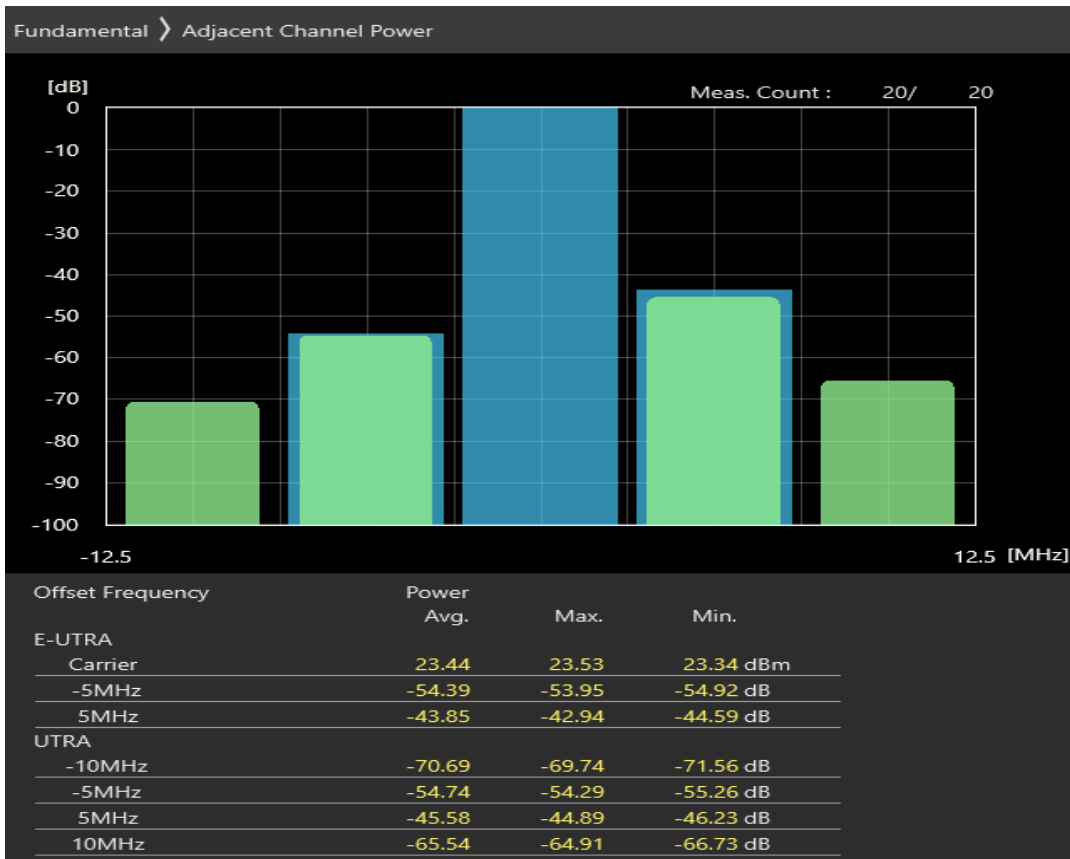 Fundamental 〉 Adjacent Channel Power
[dB]
Meas. Count : 20/ 20
0
-10
-20
-30
-40
-50
-60
-70
-80
-90
-100
-12.5 12.5 [MHz]
Offset Frequency Power
Avg. Max. Min.
E-UTRA
Carrier 23.44 23.53 23.34 dBm
-5MHz -54.39 -53.95 -54.92 dB
5MHz -43.85 -42.94 -44.59 dB
UTRA
-10MHz -70.69 -69.74 -71.56 dB
-5MHz -54.74 -54.29 -55.26 dB
5MHz -45.58 -44.89 -46.23 dB
10MHz -65.54 -64.91 -66.73 dB